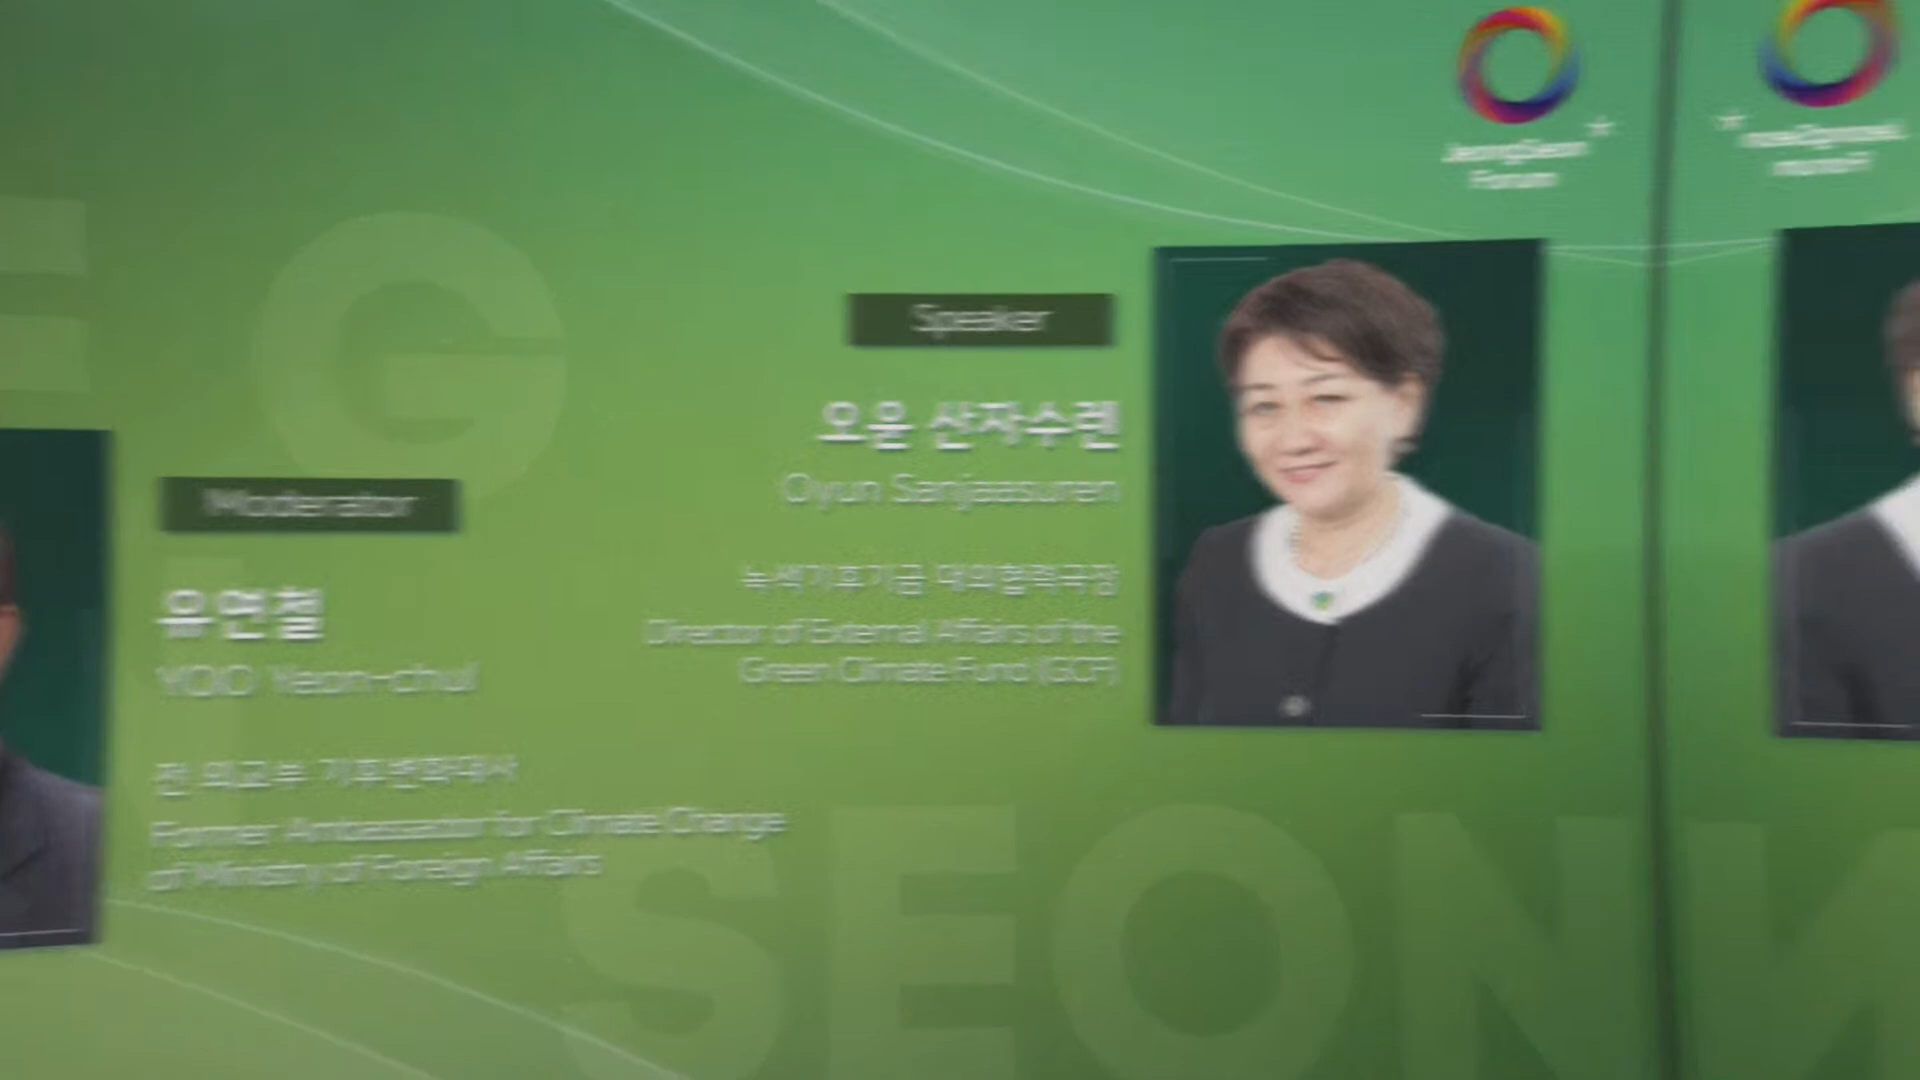 JeongSeon
Forum
Speaker
오윤 산자수렌
Oyun Sanjaasuren
녹색기후기금 대외협력국장
Director of External Affairs of the
Green Climate Fund (GCF)
Moderator
유연철
YOO Yeon-chul
전 외교부 기후변화대사
Former Ambassador for Climate Change
of Ministry of Foreign Affairs
G
SEON